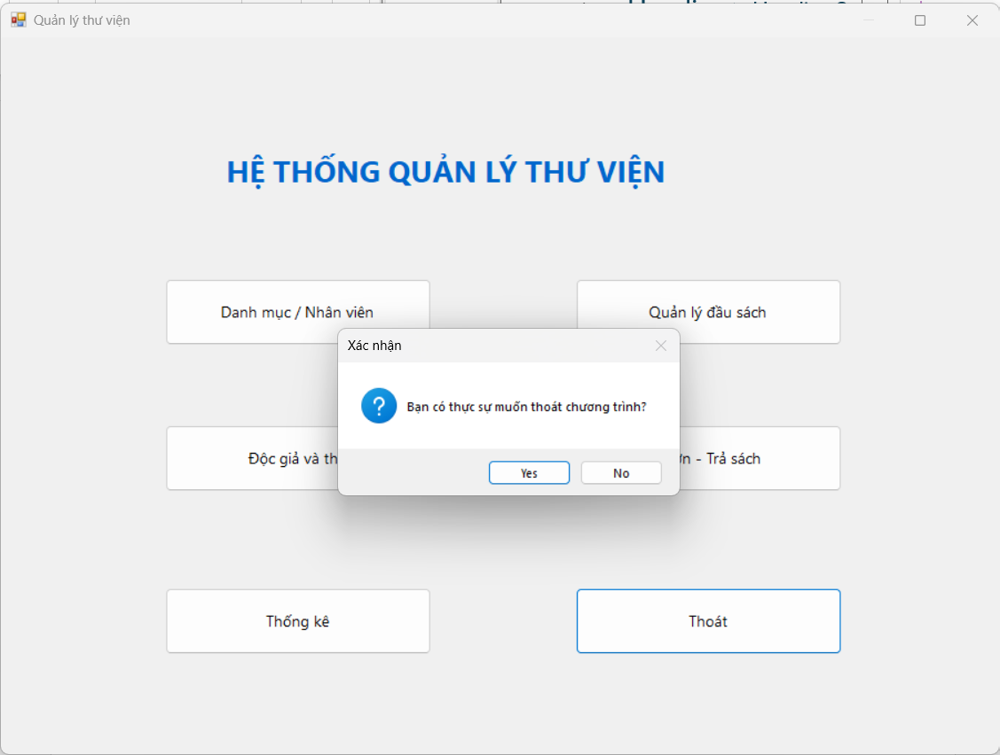 Quản lý thư viện
HỆ THỐNG QUẢN LÝ THƯ VIỆN
Danh mục / Nhân viên
Quản lý đầu sách
Xác nhận
Bạn có thực sự muốn thoát chương trình?
Yes
No
Độc giả và
- Trả sách
Thống kê
Thoát